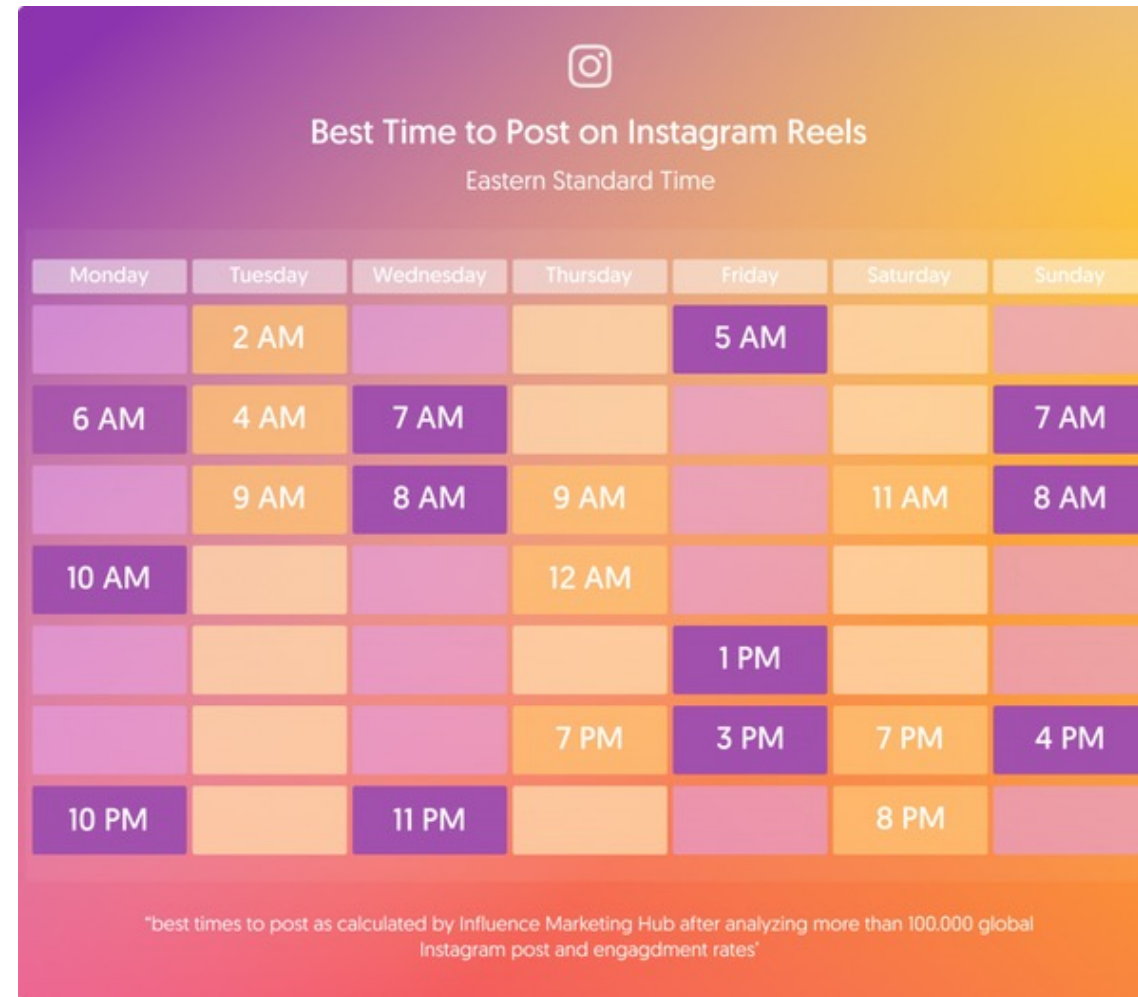 Best Time to Post on Instagram Reels
Eastern Standard Time
Monday Tuesday Wednesday Thursday Friday Saturday Sunday
2 AM 5 AM
6 AM 4 AM 7 AM 7 AM
9 AM 8 AM 9 AM 11 AM 8 AM
10 AM 12 AM
1 PM
7 PM 3 PM 7 PM 4 PM
10 PM 11 PM 8 PM
"best times to post as calculated by Influence Marketing Hub after analyzing more than 100.000 global
Instagram post and engagdment rates'